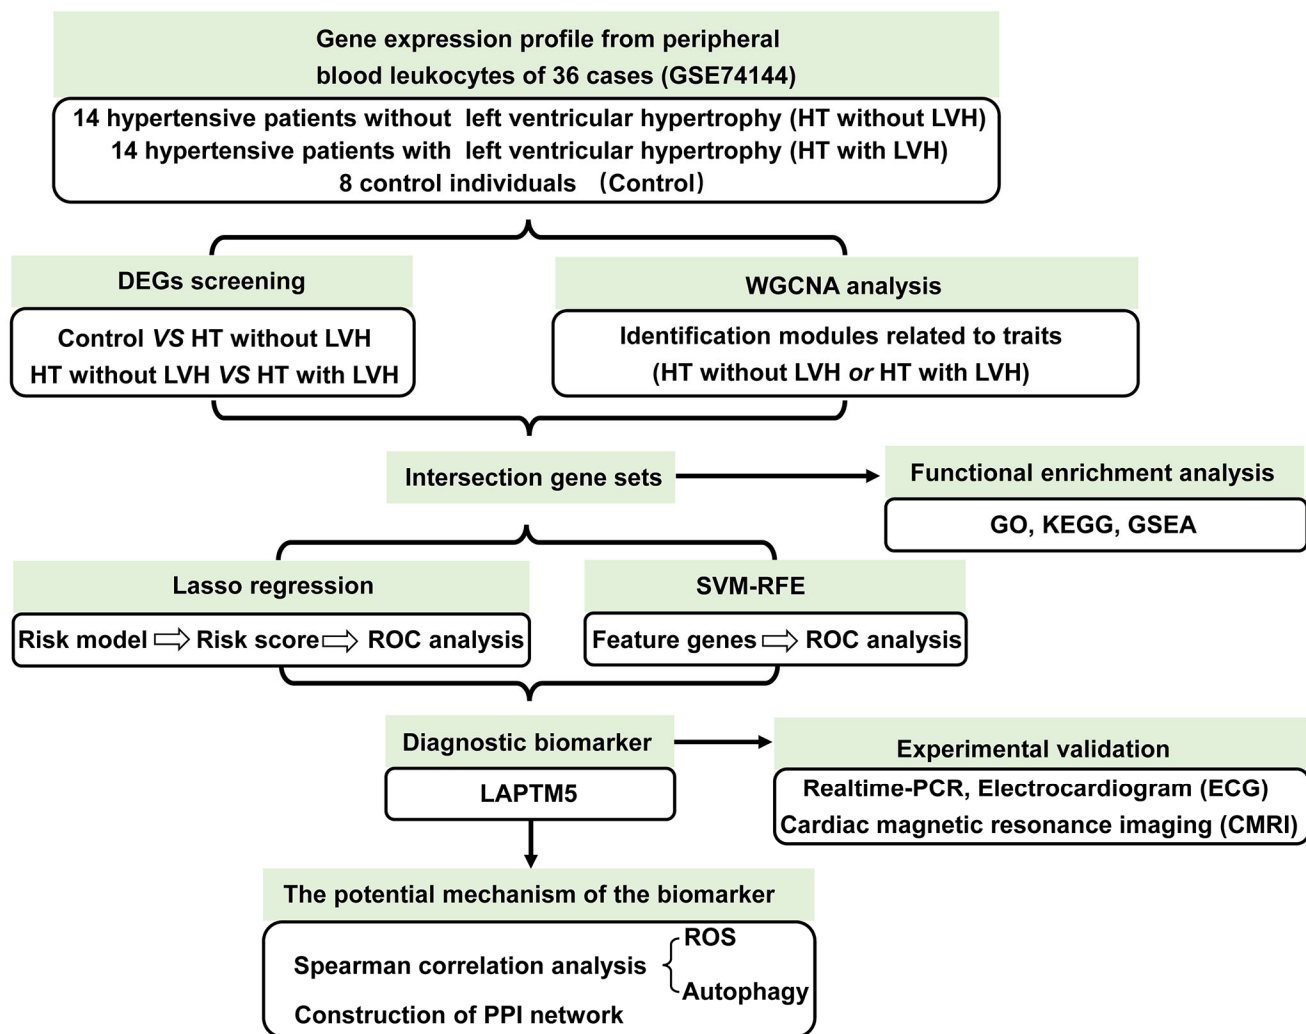 Gene expression profile from peripheral
blood leukocytes of 36 cases (GSE74144)
14 hypertensive patients without left ventricular hypertrophy (HT without LVH)
14 hypertensive patients with left ventricular hypertrophy (HT with LVH)
8 control individuals (Control)
DEGs screening
Control VS HT without LVH
HT without LVH VS HT with LVH
WGCNA analysis
Identification modules related to traits
(HT without LVH or HT with LVH)
Intersection gene sets
Functional enrichment analysis
GO, KEGG, GSEA
Lasso regression
Risk model ⇨ Risk score ⇨ ROC analysis
SVM-RFE
Feature genes ⇨ ROC analysis
Diagnostic biomarker
LAPTM5
Experimental validation
Realtime-PCR, Electrocardiogram (ECG)
Cardiac magnetic resonance imaging (CMRI)
The potential mechanism of the biomarker
Spearman correlation analysis
ROS
Autophagy
Construction of PPI network